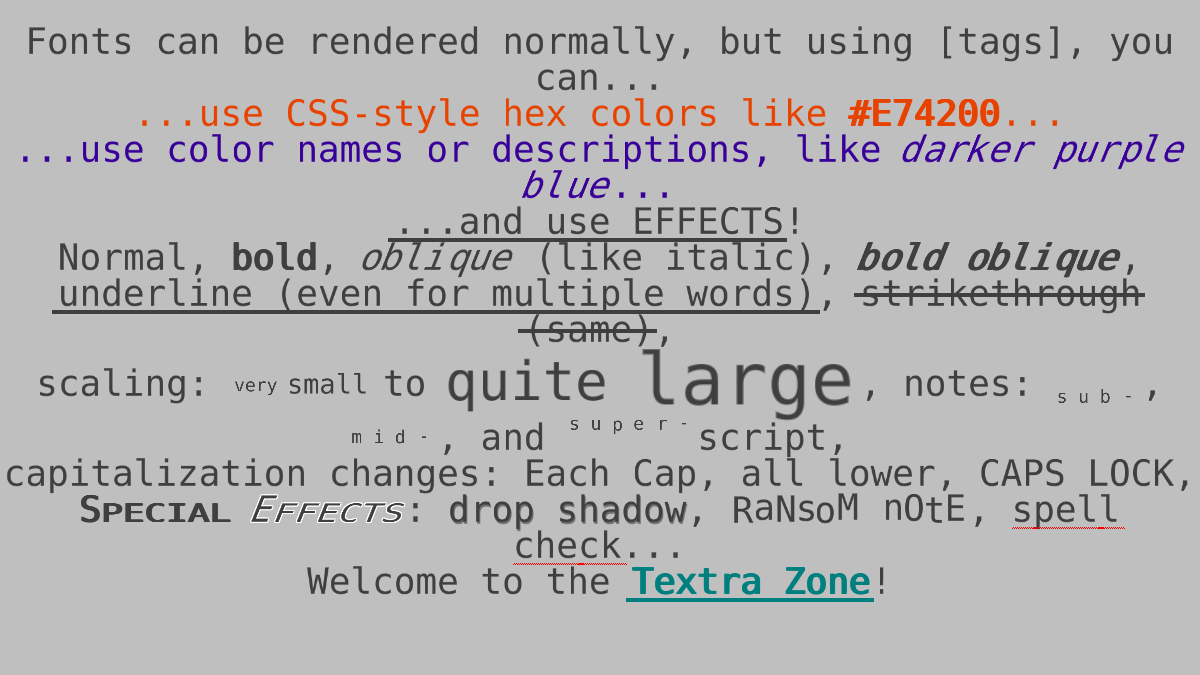 Fonts can be rendered normally, but using [tags], you
can...
...use CSS-style hex colors like #E74200...
...use color names or descriptions, like darker purple
blue...
...and use EFFECTS!
Normal, bold, oblique (like italic), bold oblique,
underline (even for multiple words), strikethrough
(same),
scaling: very small to quite large, notes: sub-,
mid-, and super-script,
capitalization changes: Each Cap, all lower, CAPS LOCK,
Special Effects: drop shadow, RaNsoM nOtE, spell
check...
Welcome to the Textra Zone!